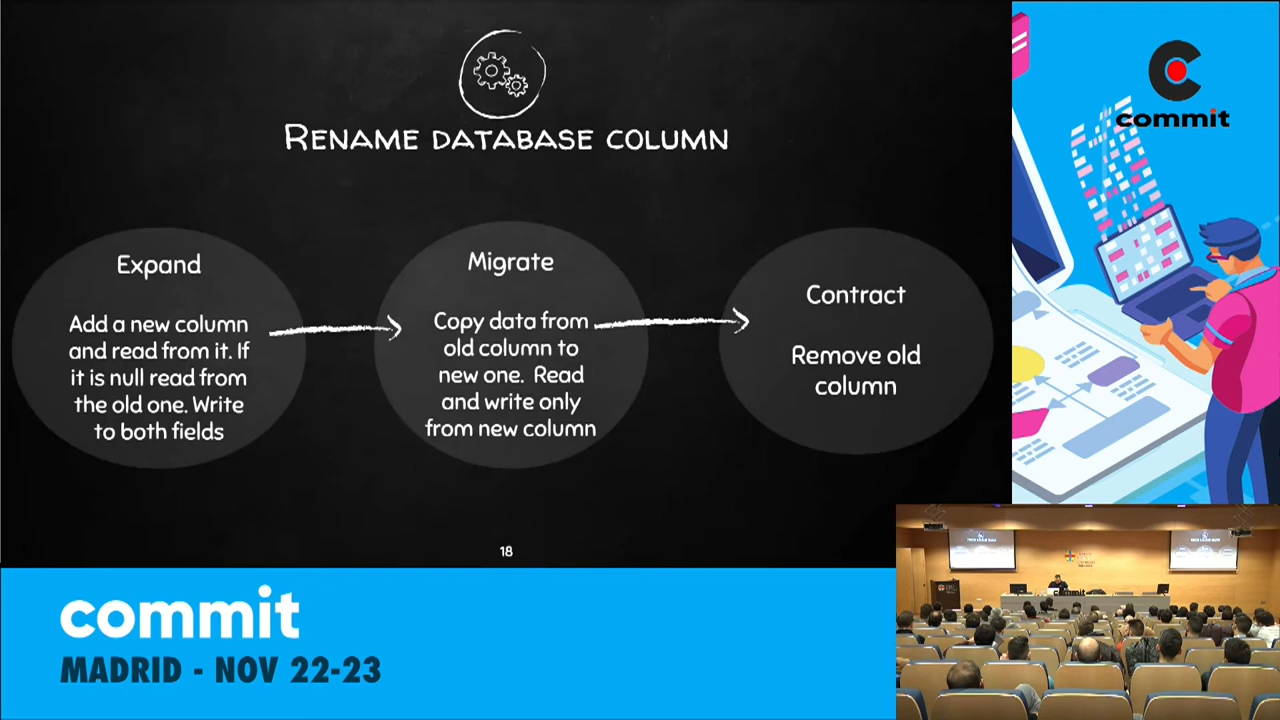 RENAME DATABASE COLUMN
Expand
Add a new column
and read from it. If
it is null read from
the old one. Write
to both fields
Migrate
Copy data from
old column to
new one. Read
and write only
from new column
Contract
Remove old
column
18
commit
commit
MADRID - NOV 22-23